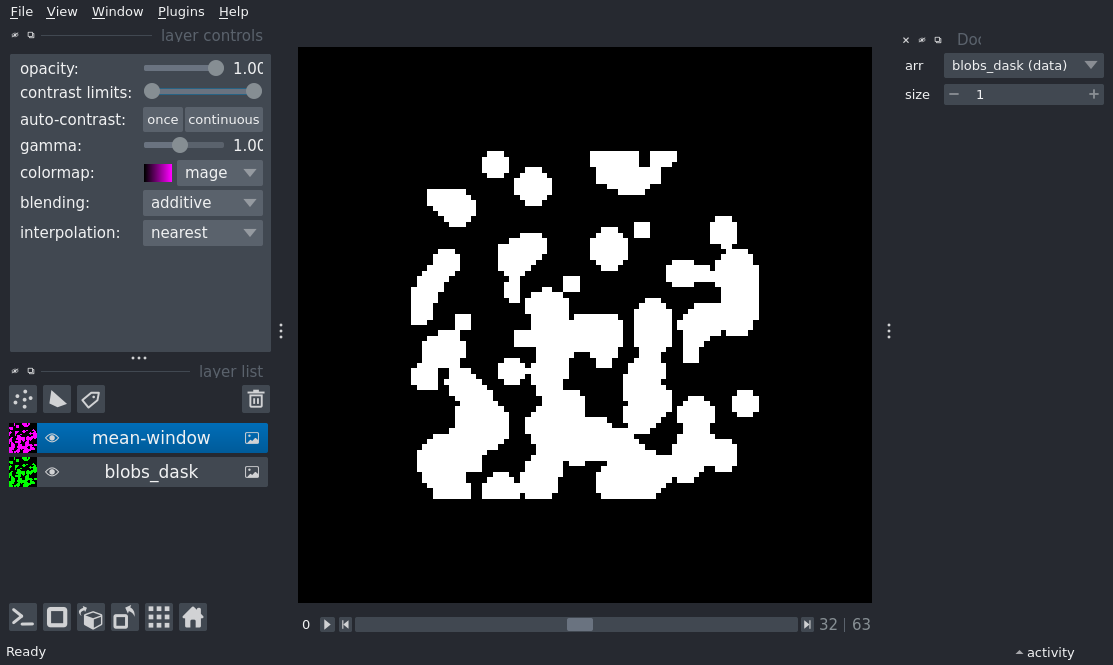 File View Window Plugins Help
layer controls
opacity: 1.00
contrast limits:
auto-contrast: once continuous
gamma: 1.00
colormap: mage
blending: additive
interpolation: nearest
layer list
mean-window
blobs_dask
0 32 | 63
Ready
activity
Doc
arr blobs_dask (data)
size 1